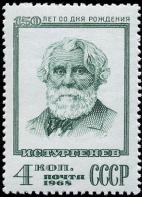 150 ЛЕТ СО ДНЯ РОЖДЕНИЯ
И.С.ТУРГЕНЕВ
4 КОП. СССР
ПОЧТА
1968